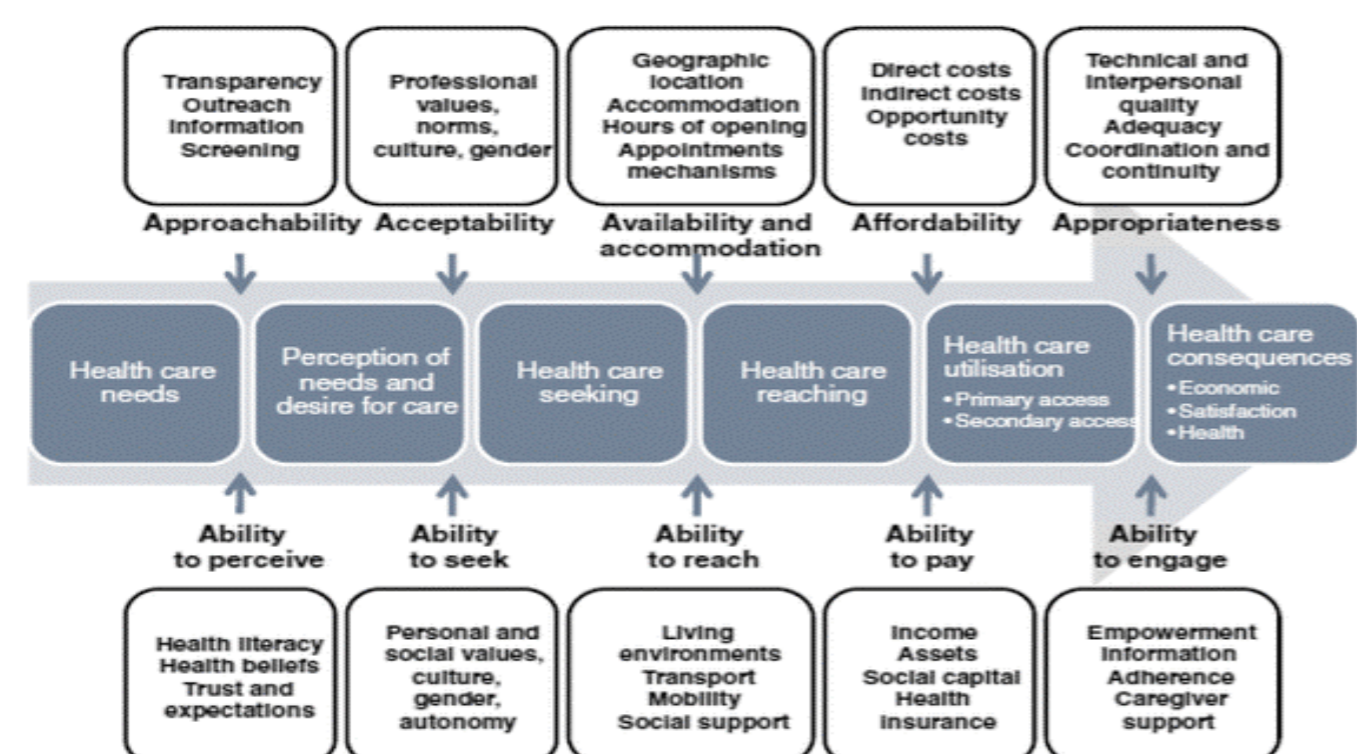 Transparency
Outreach
Information
Screening
Professional
values,
norms,
culture, gender
Geographic
location
Accommodation
Hours of opening
Appointments
mechanisms
Direct costs
Indirect costs
Opportunity
costs
Technical and
interpersonal
quality
Adequacy
Coordination and
continuity
Approachability
Acceptability
Availability and
accommodation
Affordability
Appropriateness
Health care
needs
Perception of
needs and
desire for care
Health care
seeking
Health care
reaching
Health care
utilisation
•Primary access
•Secondary access
Health care
consequences
•Economic
•Satisfaction
•Health
Ability
to perceive
Ability
to seek
Ability
to reach
Ability
to pay
Ability
to engage
Health literacy
Health beliefs
Trust and
expectations
Personal and
social values,
culture,
gender,
autonomy
Living
environments
Transport
Mobility
Social support
Income
Assets
Social capital
Health
insurance
Empowerment
Information
Adherence
Caregiver
support